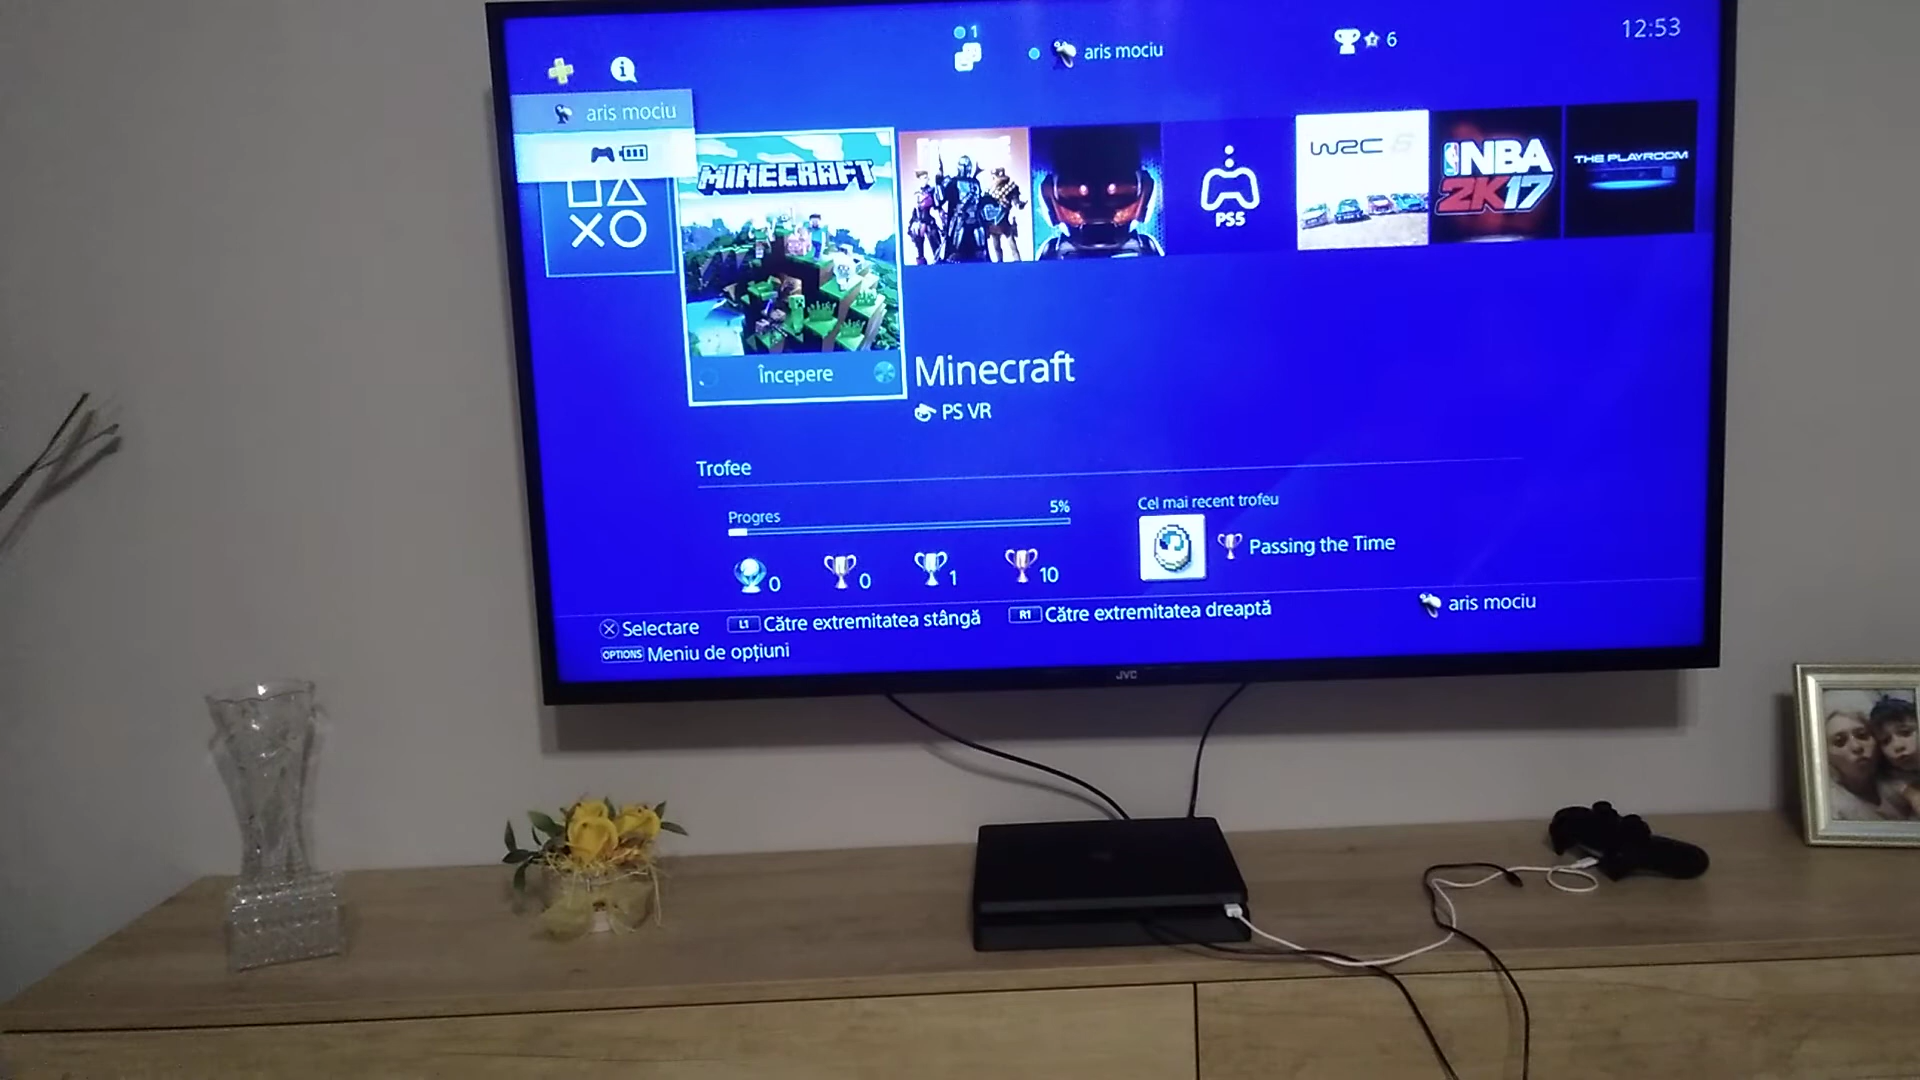 1
aris mociu
6
12:53
aris mociu
MINECRAFT
PS5
WRC 5
NBA
2K17
THE PLAYROOM
Începere
Minecraft
PS VR
Trofee
Progres
5%
Cel mai recent trofeu
0
0
1
10
Passing the Time
Selectare
L1 Către extremitatea stângă
R1 Către extremitatea dreaptă
aris mociu
OPTIONS Meniu de opțiuni
JVC